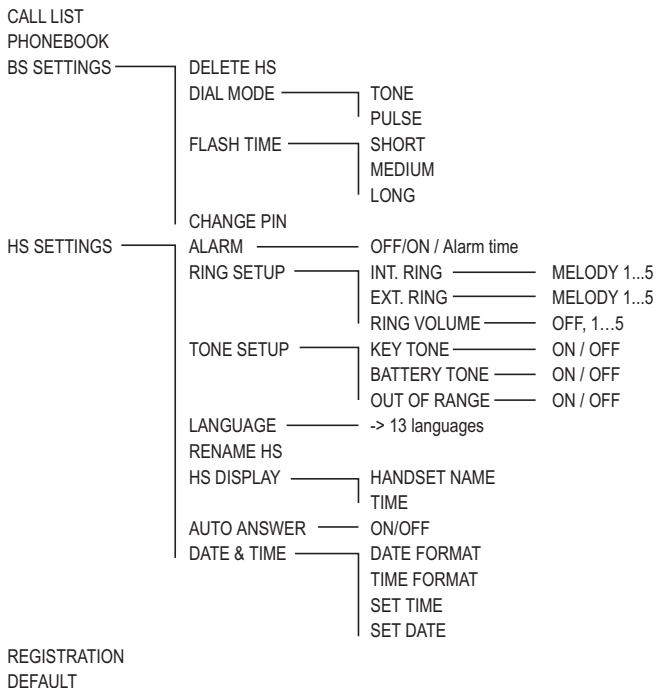 CALL LIST
PHONEBOOK
BS SETTINGS DELETE HS
DIAL MODE TONE
PULSE
FLASH TIME SHORT
MEDIUM
LONG
CHANGE PIN
HS SETTINGS ALARM OFF/ON / Alarm time
RING SETUP INT. RING MELODY 1...5
EXT. RING MELODY 1...5
RING VOLUME OFF, 1…5
TONE SETUP KEY TONE ON / OFF
BATTERY TONE ON / OFF
OUT OF RANGE ON / OFF
LANGUAGE -> 13 languages
RENAME HS
HS DISPLAY HANDSET NAME
TIME
AUTO ANSWER ON/OFF
DATE & TIME DATE FORMAT
TIME FORMAT
SET TIME
SET DATE
REGISTRATION
DEFAULT